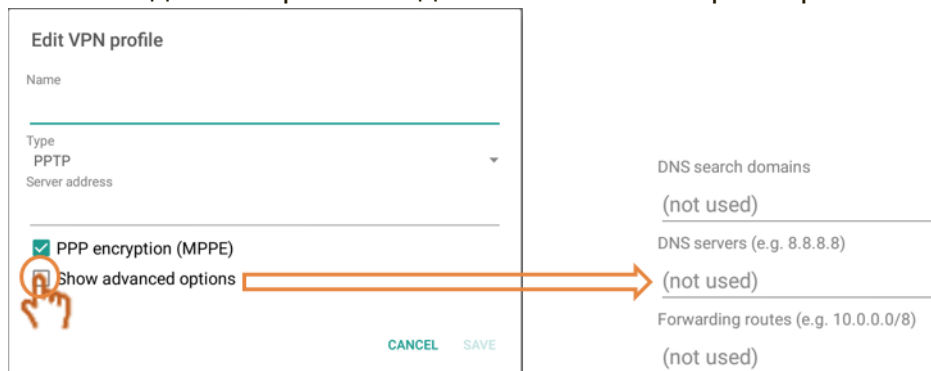 Edit VPN profile
Name
Type
PPTP
Server address
PPP encryption (MPPE)
Show advanced options
CANCEL SAVE
DNS search domains
(not used)
DNS servers (e.g. 8.8.8.8)
(not used)
Forwarding routes (e.g. 10.0.0.0/8)
(not used)